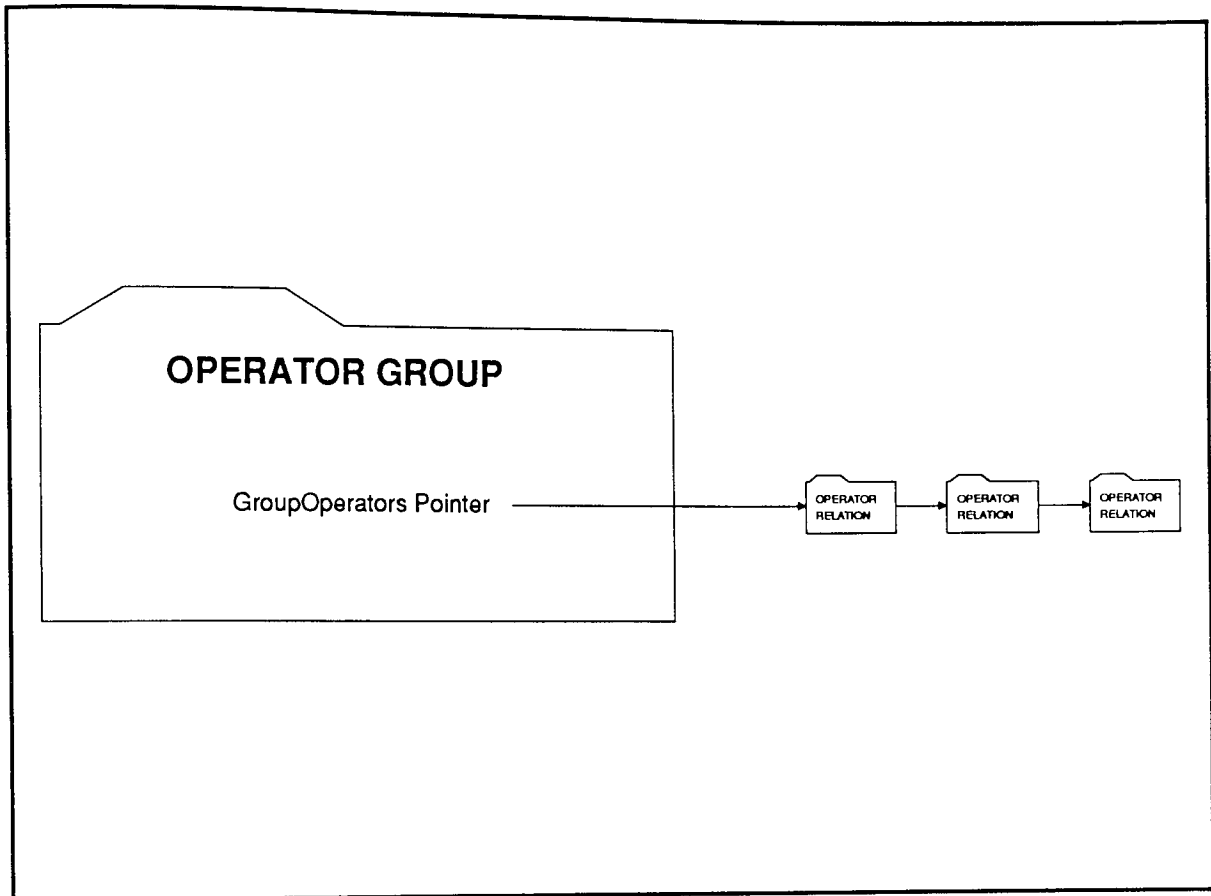 OPERATOR GROUP
GroupOperators Pointer
OPERATOR
RELATION
OPERATOR
RELATION
OPERATOR
RELATION